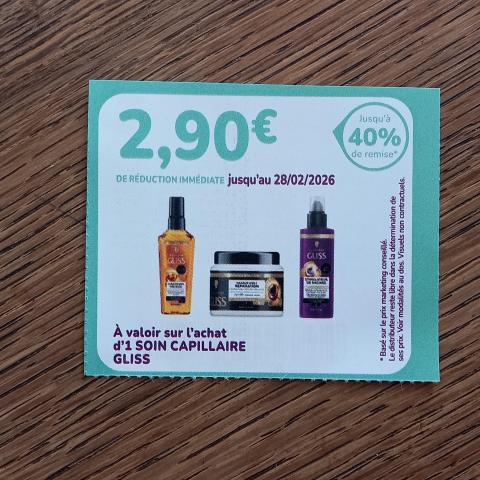 2,90€
DE RÉDUCTION IMMÉDIATE jusqu'au 28/02/2026
Jusqu'à
40%
de remise*
GLISS
GLISS
GLISS
À valoir sur l'achat
d'1 SOIN CAPILLAIRE
GLISS
* Basé sur le prix marketing conseillé.
Le distributeur reste libre dans la détermination de
ses prix. Voir modalités au dos. Visuels non contractuels.